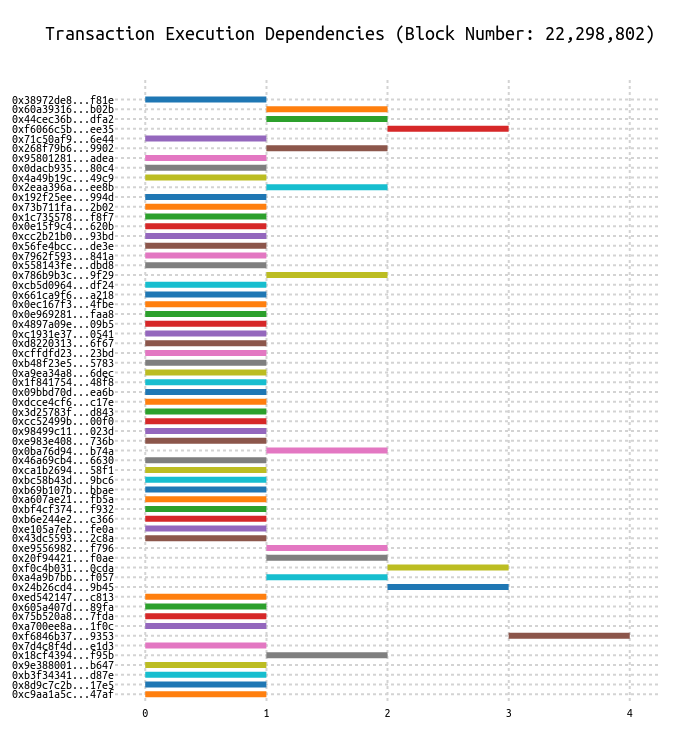 Transaction Execution Dependencies (Block Number: 22,298,802)
0x38972de8...f81e
0x60a39316...b02b
0x44cec36b...dfa2
0xf6066c5b...ee35
0x71c50af9...6e44
0x268f79b6...9902
0x95801281...adea
0x0dacb935...80c4
0x4a49b19c...49c9
0x2eaa396a...ee8b
0x192f25ee...994d
0x73b711fa...2b02
0x1c735578...f8f7
0x0e15f9c4...620b
0xcc2b21b0...93bd
0x56fe4bcc...de3e
0x7962f593...841a
0x558143fe...dbd8
0x786b9b3c...9f29
0xcb5d0964...df24
0x661ca9f6...a218
0x0ec167f3...4fbe
0x0e969281...faa8
0x4897a09e...09b5
0xc1931e37...0541
0xd8220313...6f67
0xcffdfd23...23bd
0xb48f23e5...5783
0xa9ea34a8...6dec
0x1f841754...48f8
0x09bbd70d...ea6b
0xdcce4cf6...c17e
0x3d25783f...d843
0xcc52499b...00f0
0x98499c11...023d
0xe983e408...736b
0x0ba76d94...b74a
0x46a69cb4...6630
0xca1b2694...58f1
0xbc58b43d...9bc6
0xb69b107b...bbae
0xa607ae21...fb5a
0xbf4cf374...f932
0xb6e244e2...c366
0xe105a7eb...fe0a
0x43dc5593...2c8a
0xe9556982...f796
0x20f94421...f0ae
0xf0c4b031...0cda
0xa4a9b7bb...f057
0x24b26cd4...9b45
0xed542147...c813
0x605a407d...89fa
0x75b520a8...7fda
0xa700ee8a...1f0c
0xf6846b37...9353
0x7d4c8f4d...e1d3
0x18cf4394...f95b
0x9e388001...b647
0xb3f34341...d87e
0x8d9c7c2b...17e5
0xc9aa1a5c...47af
0 1 2 3 4